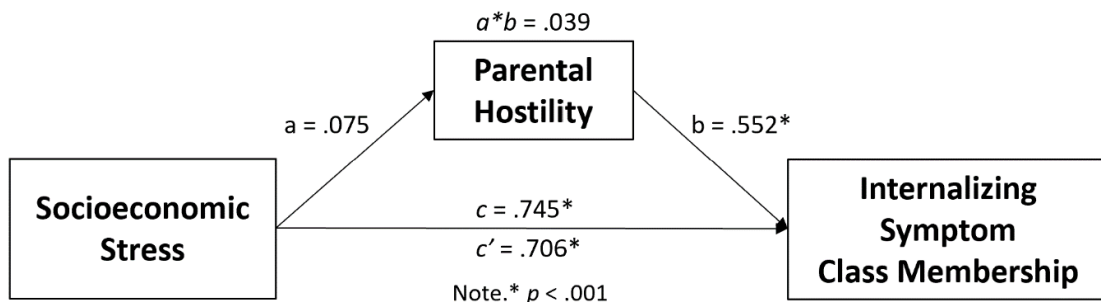 a*b = .039
Parental
Hostility
a = .075
b = .552*
Socioeconomic
Stress
c = .745*
c′ = .706*
Internalizing
Symptom
Class Membership
Note.* p < .001